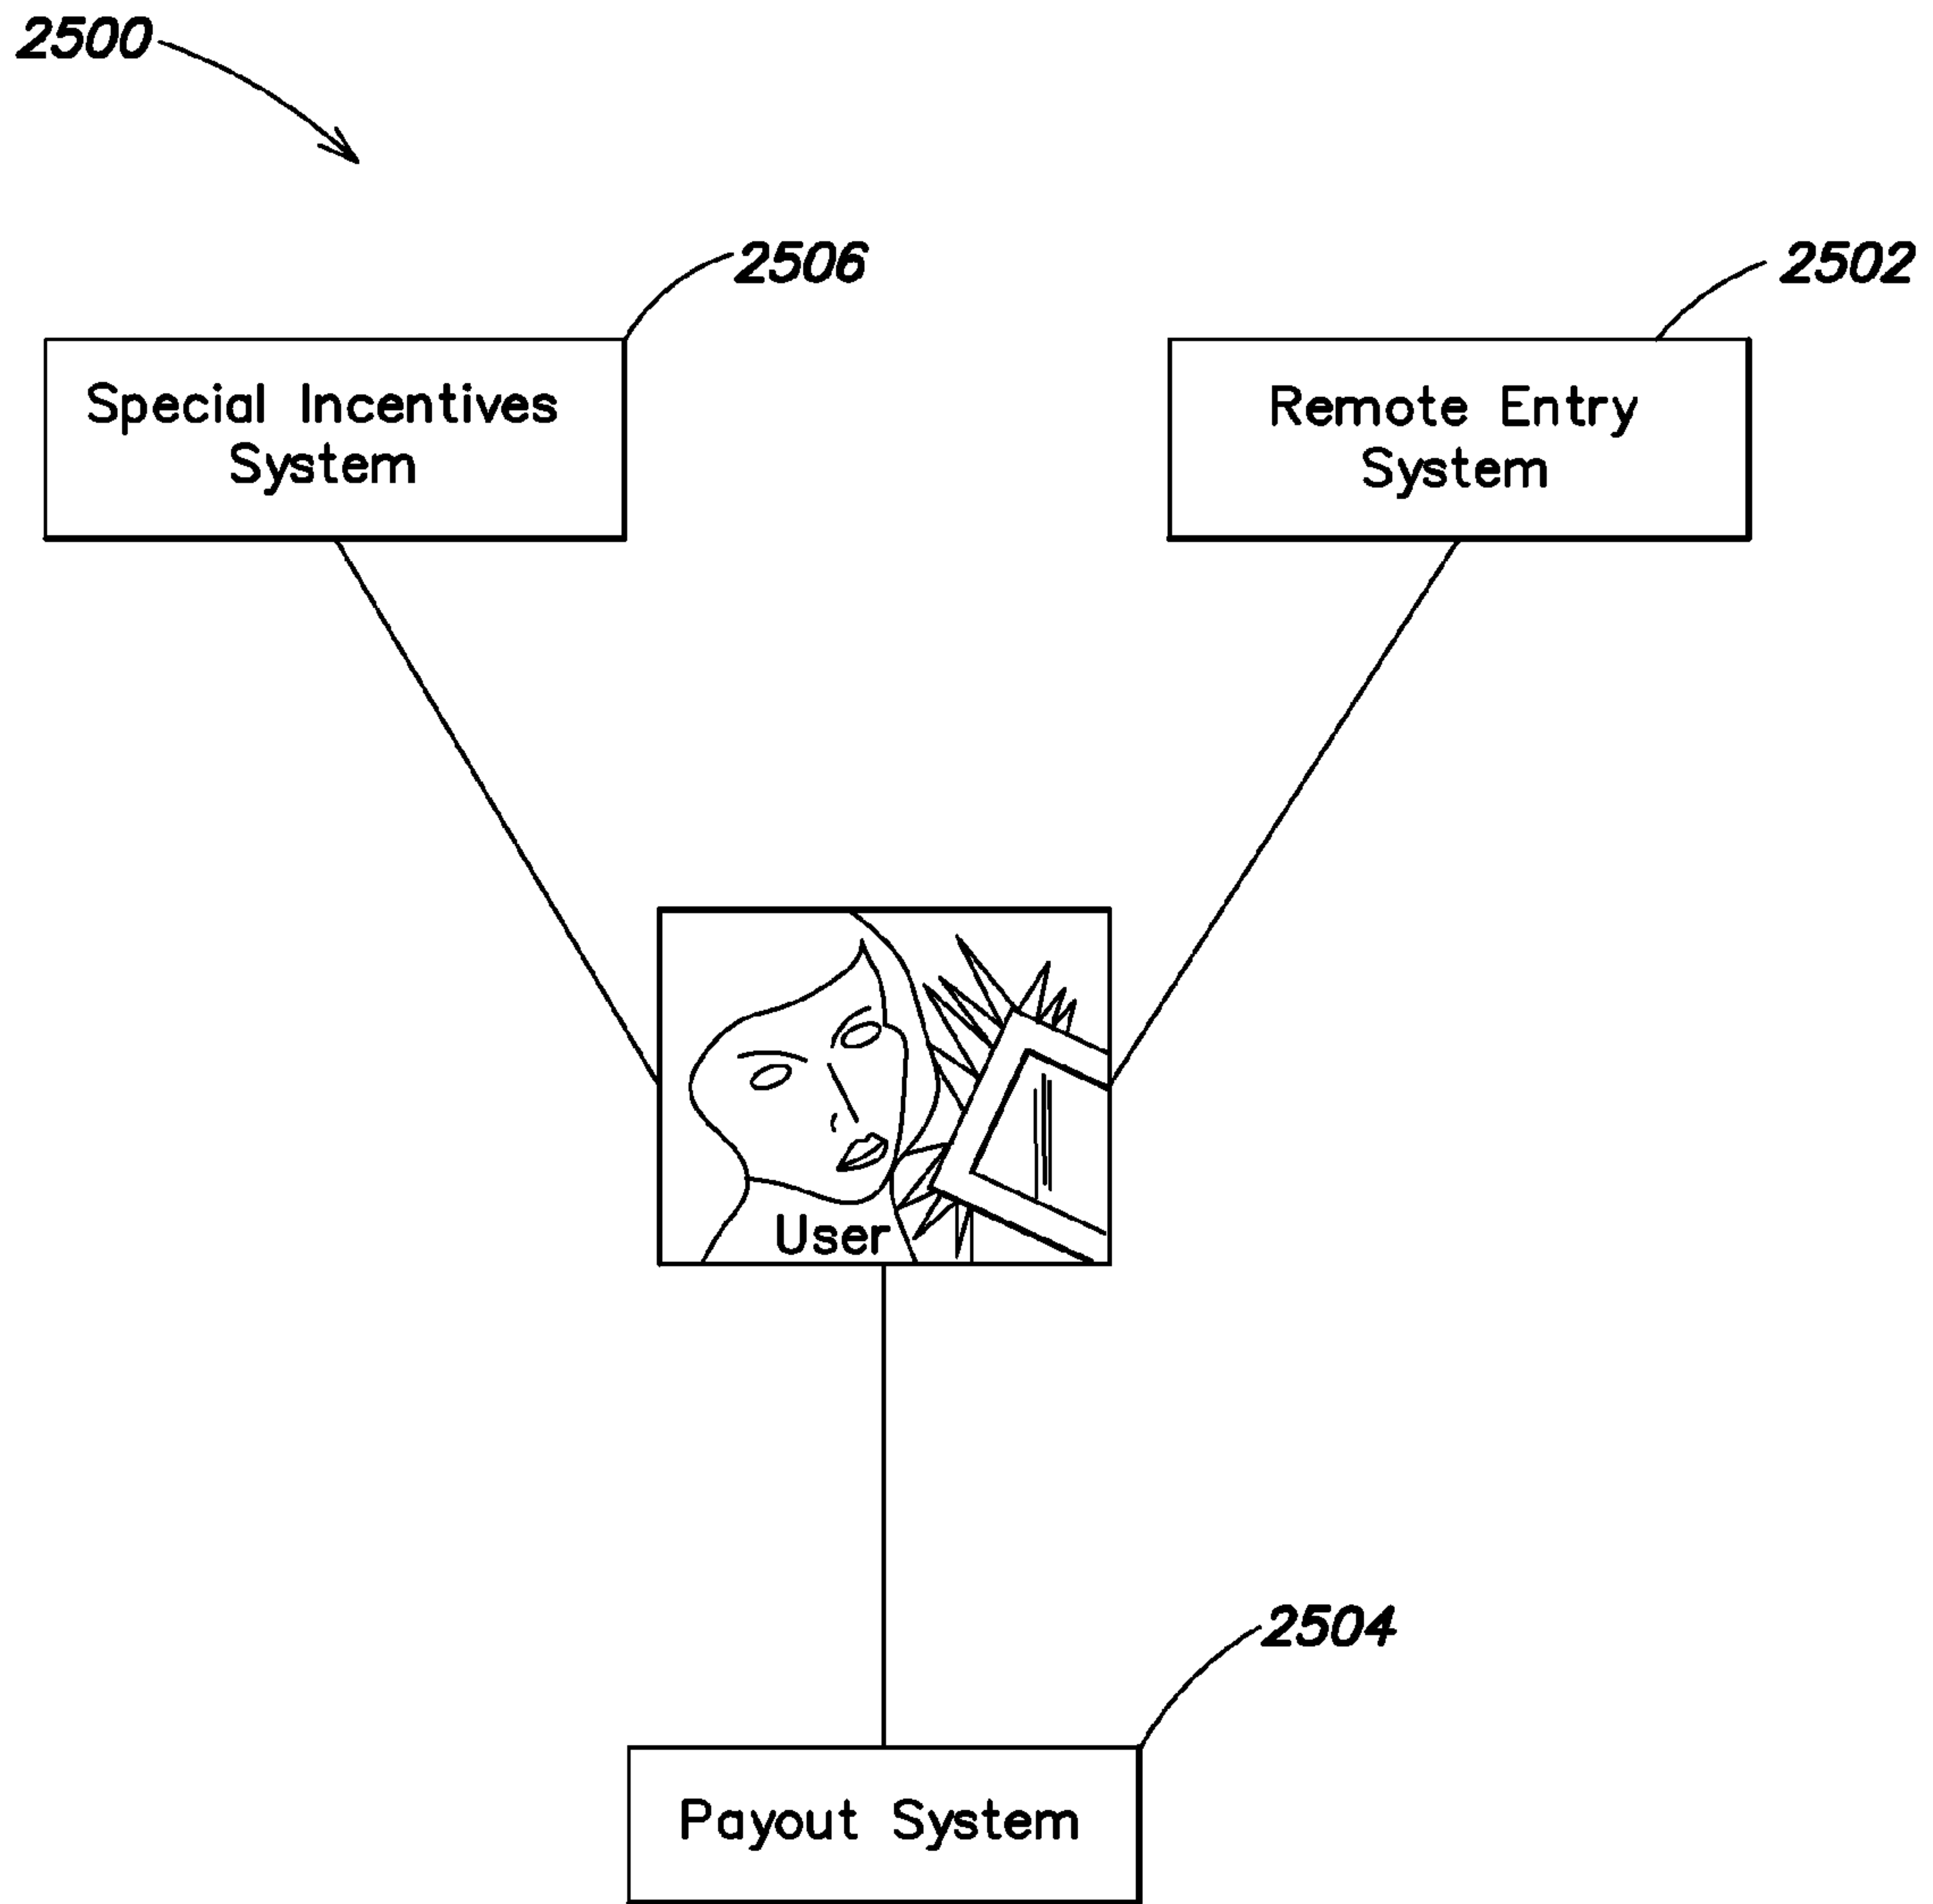 2500
2506
2502
Special Incentives
System
Remote Entry
System
User
2504
Payout System